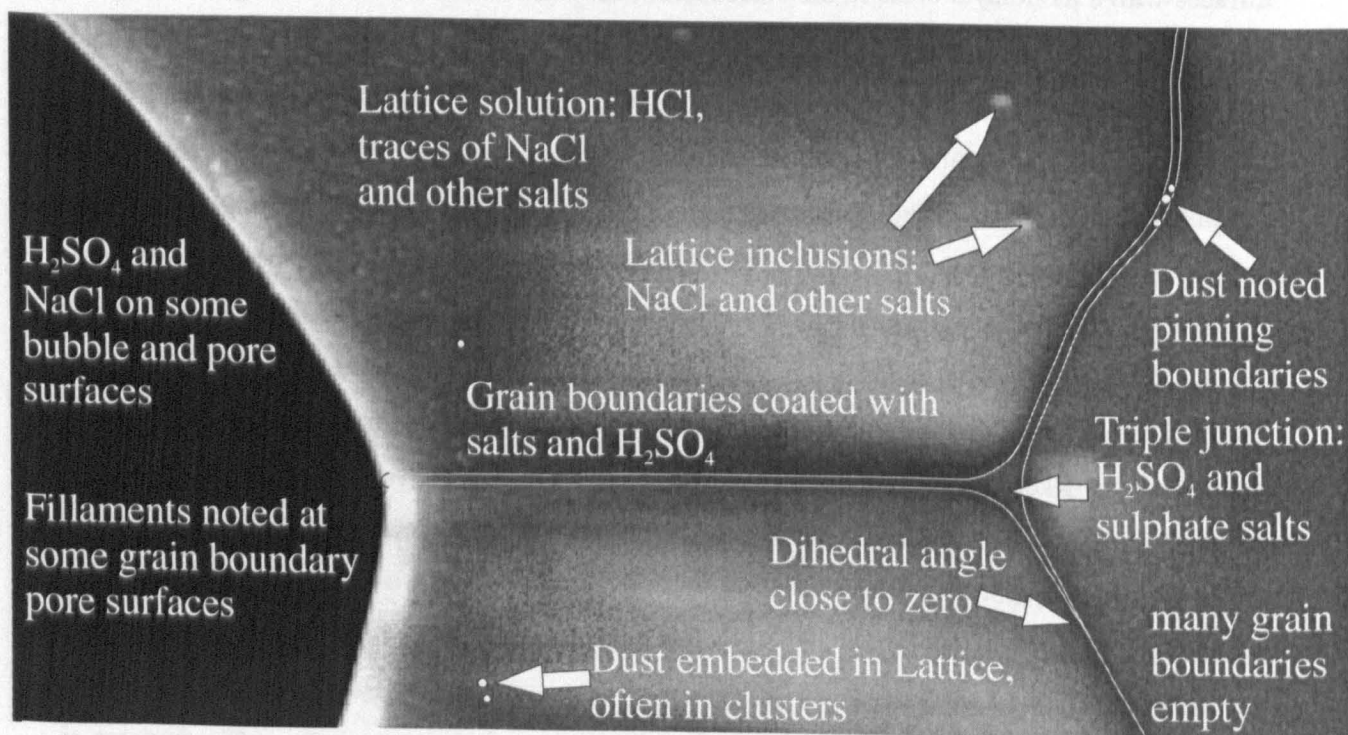 Lattice solution: HCl,
traces of NaCl
and other salts
H₂SO₄ and
NaCl on some
bubble and pore
surfaces
Lattice inclusions:
NaCl and other salts
Dust noted
pinning
boundaries
Grain boundaries coated with
salts and H₂SO₄
Triple junction:
H₂SO₄ and
sulphate salts
Fillaments noted at
some grain boundary
pore surfaces
Dihedral angle
close to zero
many grain
boundaries
empty
Dust embedded in Lattice,
often in clusters